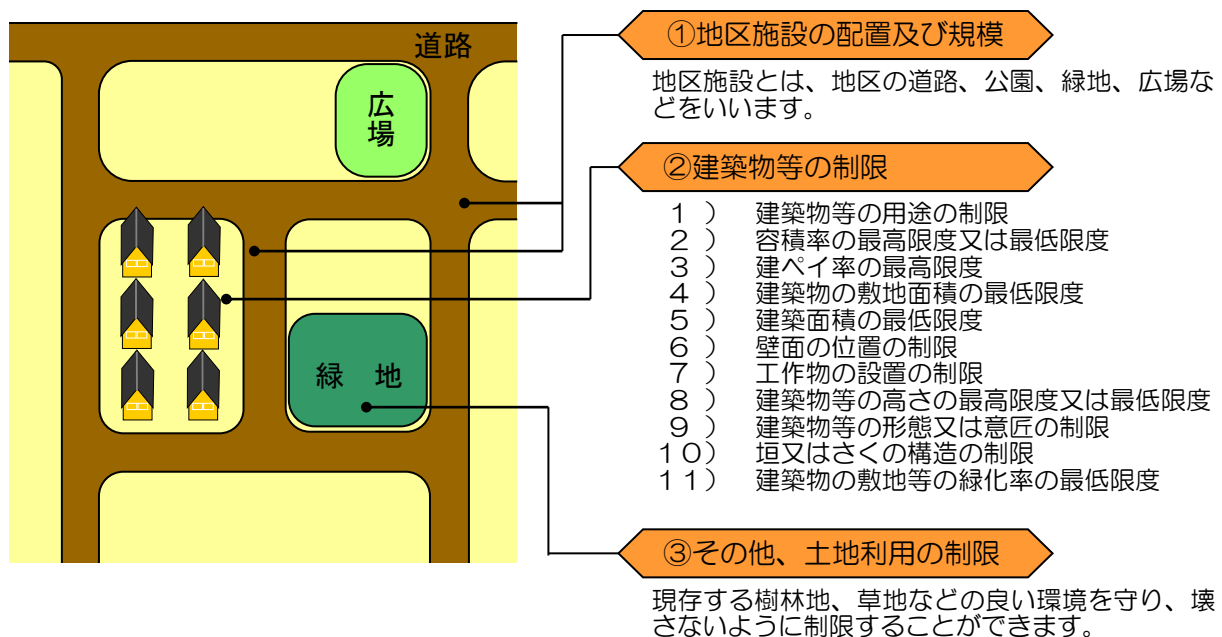 道路
広場
緑 地
①地区施設の配置及び規模
地区施設とは、地区の道路、公園、緑地、広場な
どをいいます。
②建築物等の制限
１） 建築物等の用途の制限
２） 容積率の最高限度又は最低限度
３） 建ペイ率の最高限度
４） 建築物の敷地面積の最低限度
５） 建築面積の最低限度
６） 壁面の位置の制限
７） 工作物の設置の制限
８） 建築物等の高さの最高限度又は最低限度
９） 建築物等の形態又は意匠の制限
１０） 垣又はさくの構造の制限
１１） 建築物の敷地等の緑化率の最低限度
③その他、土地利用の制限
現存する樹林地、草地などの良い環境を守り、壊
さないように制限することができます。